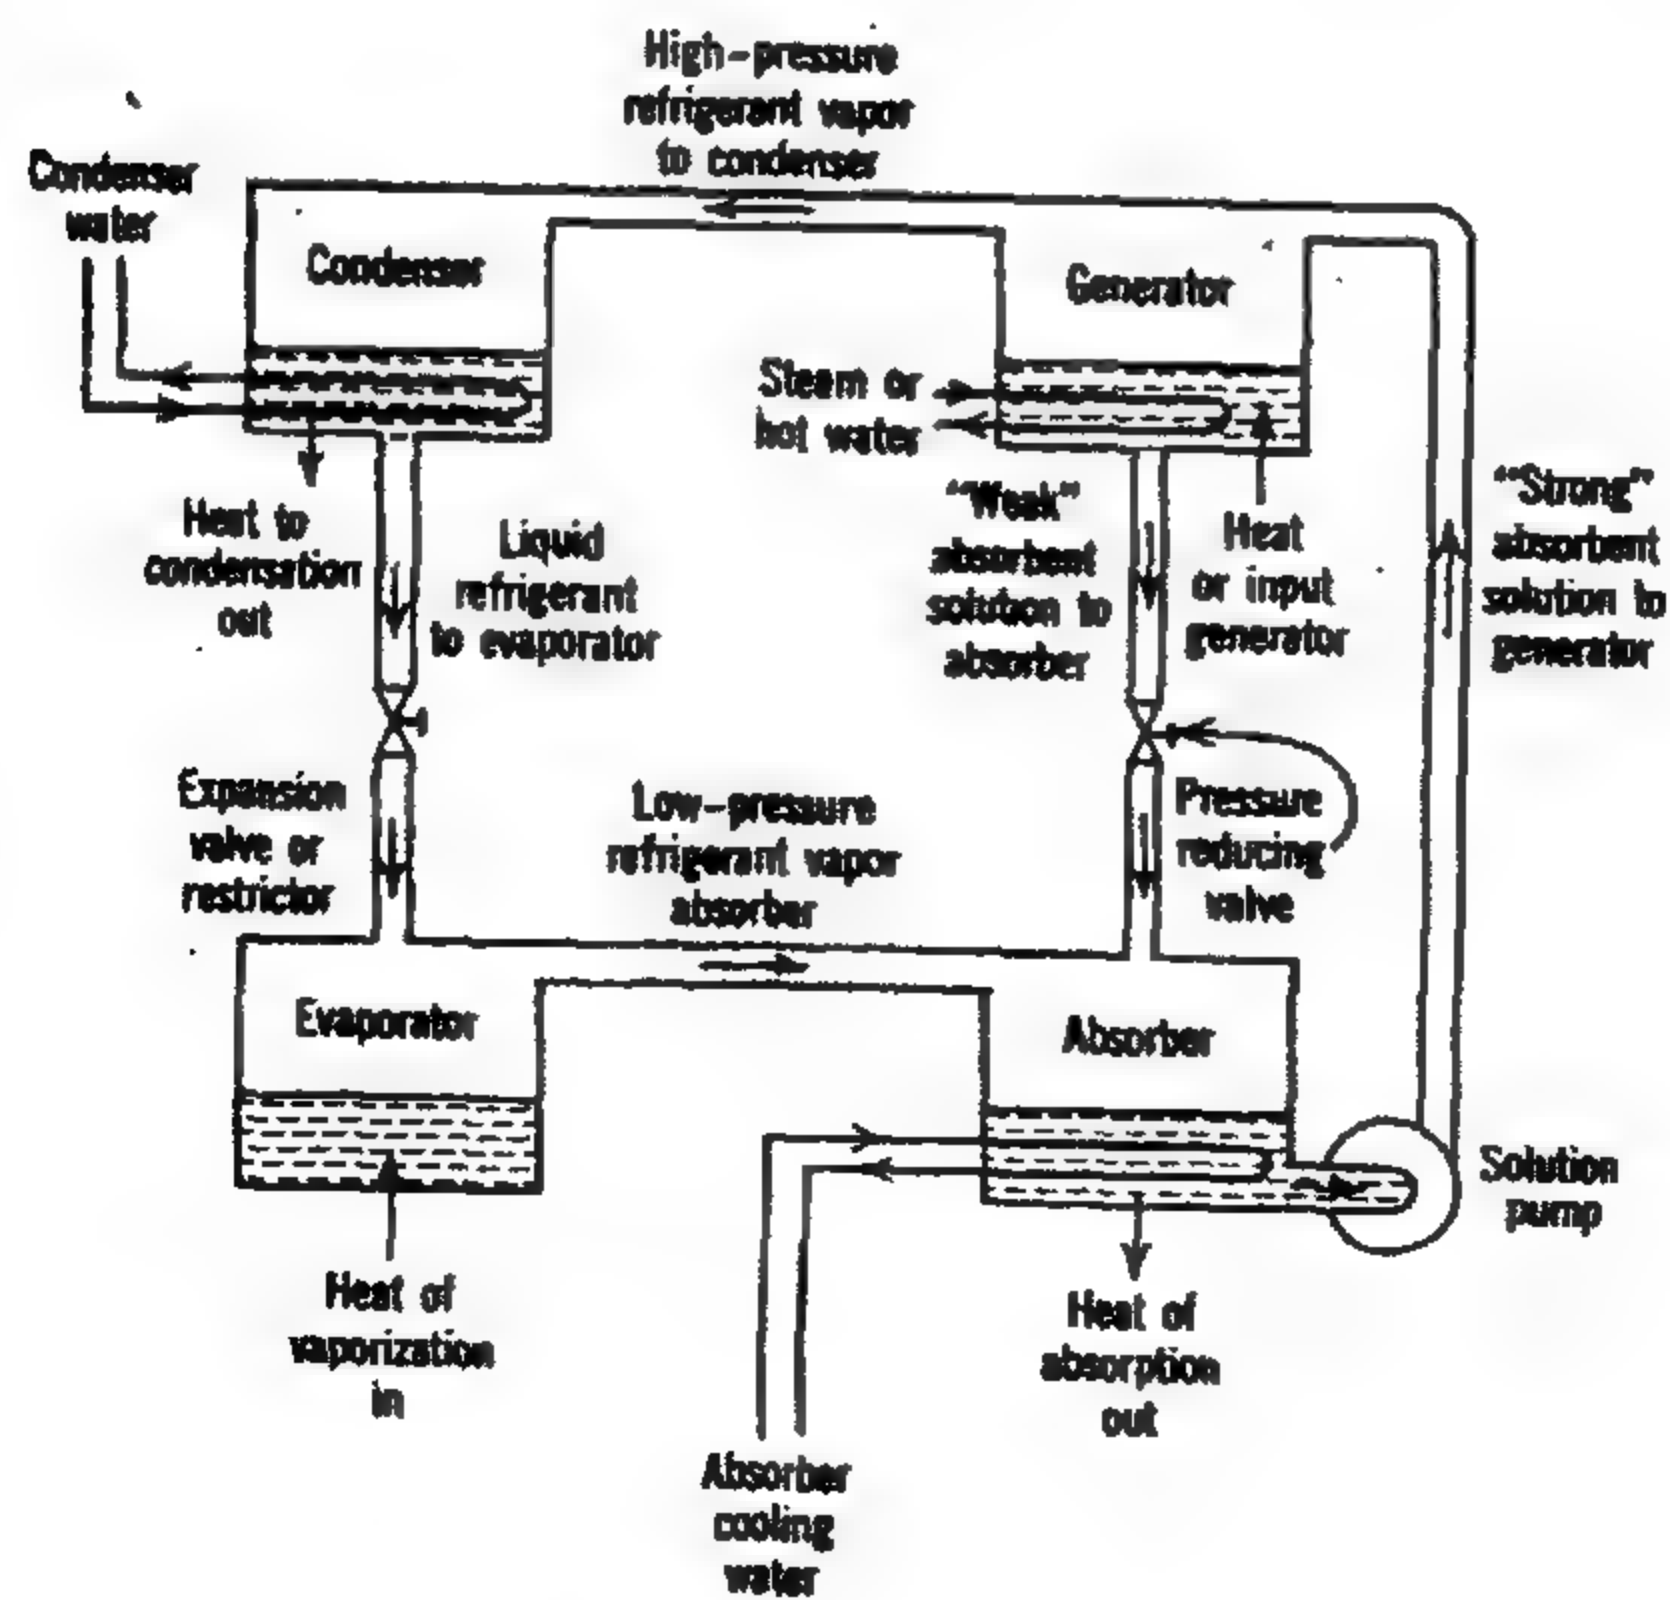 High-pressure
refrigerant vapor
to condenser
Condenser
water
Condenser
Generator
Steam or
hot water
"Weak"
absorbent
solution to
absorber
Heat
or input
generator
"Strong"
absorbent
solution to
generator
Heat to
condensation
out
Liquid
refrigerant
to evaporator
Expansion
valve or
restrictor
Low-pressure
refrigerant vapor
absorber
Pressure
reducing
valve
Evaporator
Absorber
Solution
pump
Heat of
vaporization
in
Heat of
absorption
out
Absorber
cooling
water